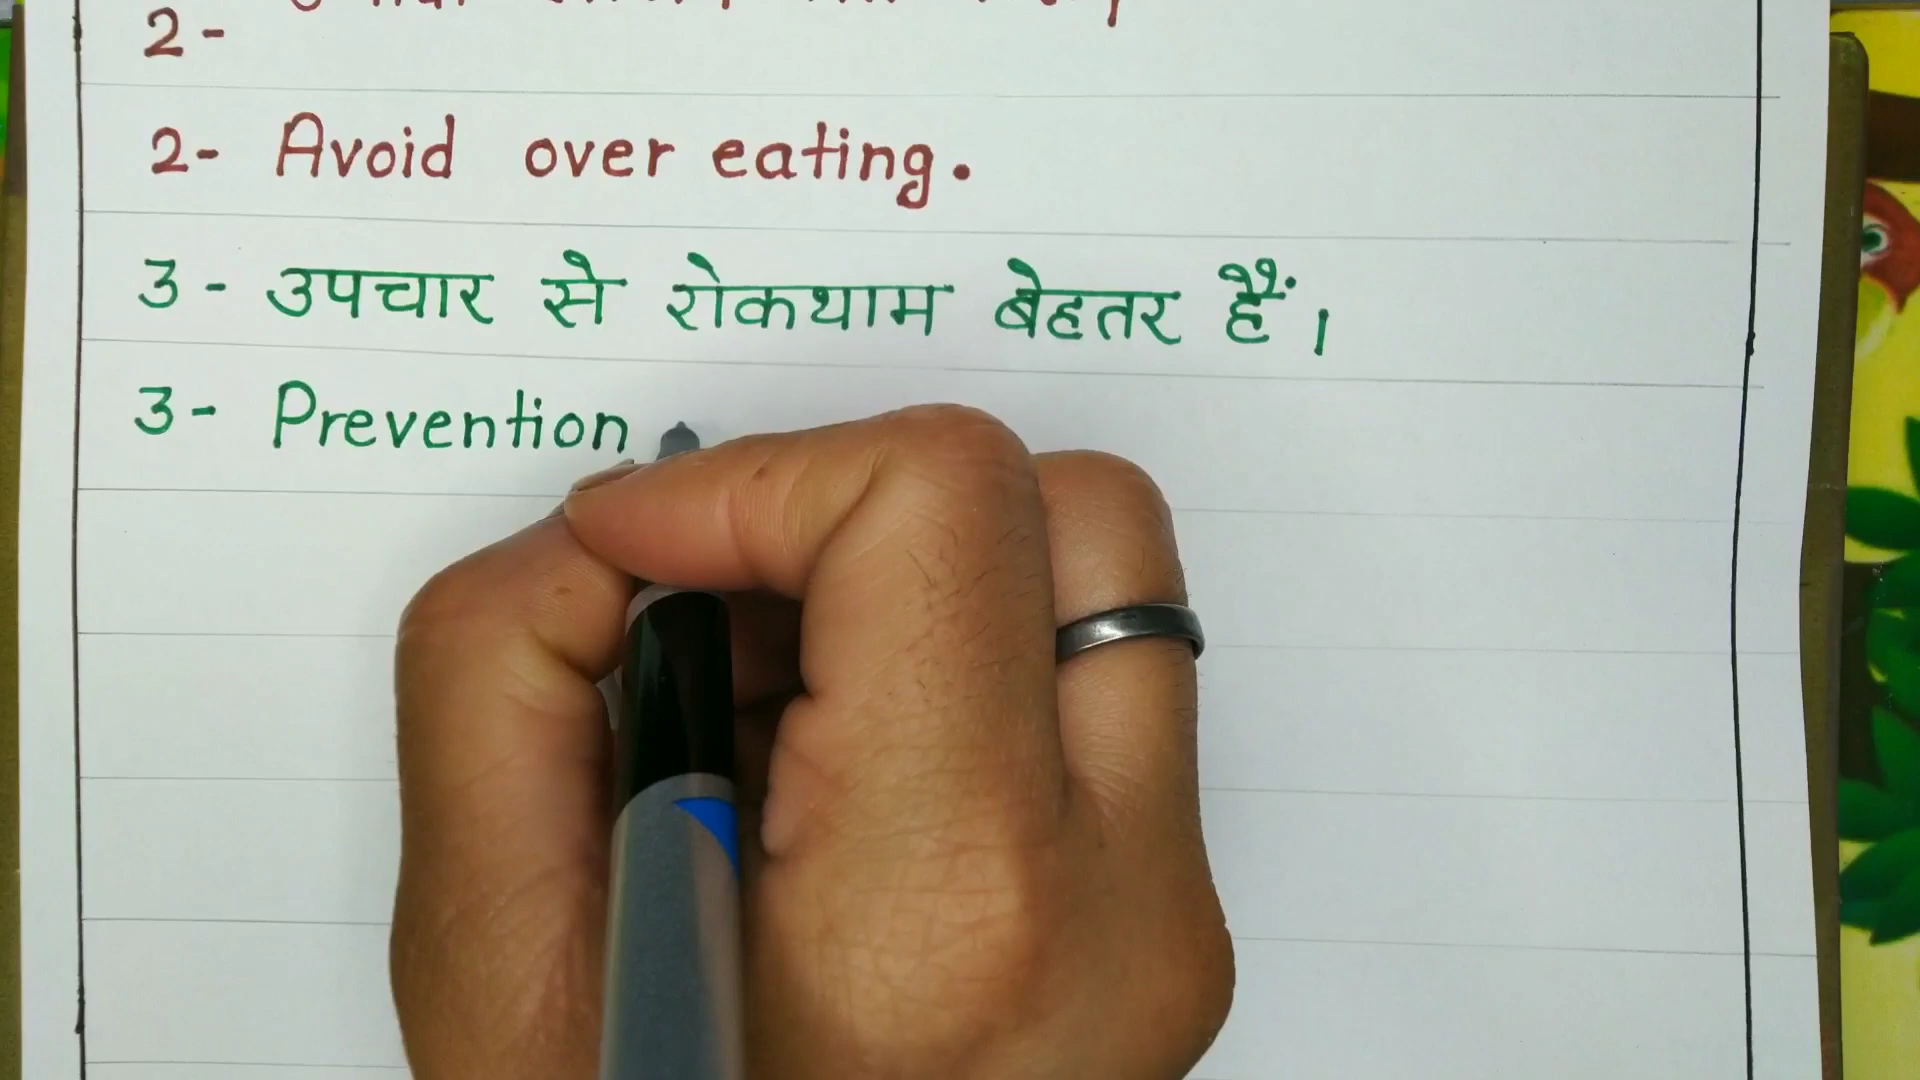 2-
2- Avoid over eating.
3- उपचार से रोकथाम बेहतर हैं।
3- Prevention